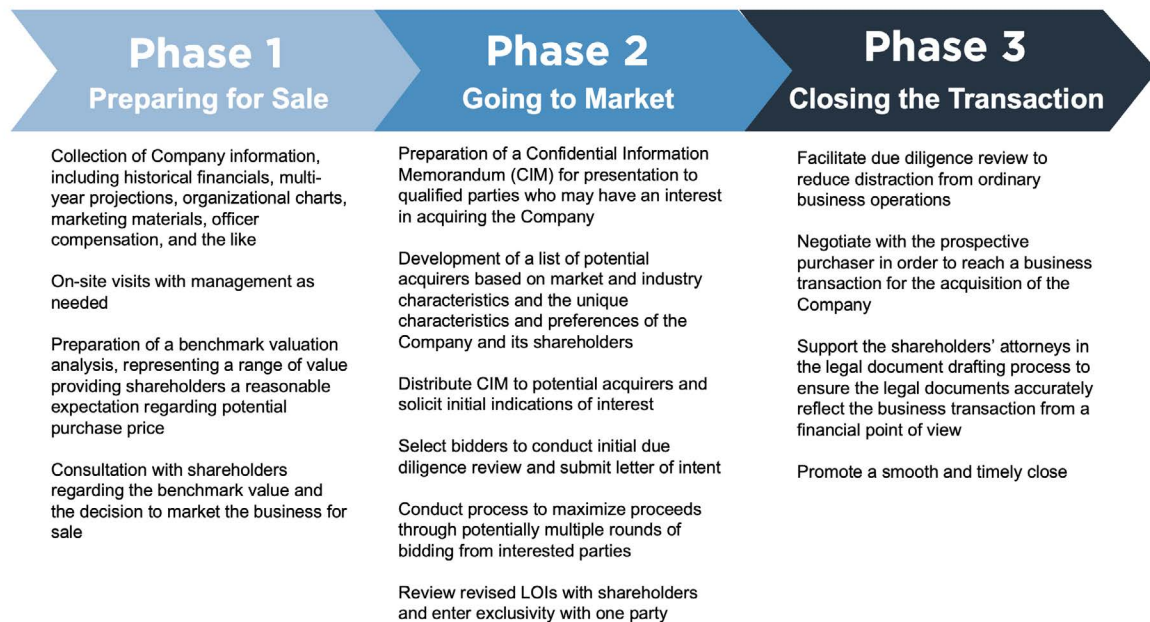 Phase 1
Preparing for Sale
Collection of Company information,
including historical financials, multi-
year projections, organizational charts,
marketing materials, officer
compensation, and the like
On-site visits with management as
needed
Preparation of a benchmark valuation
analysis, representing a range of value
providing shareholders a reasonable
expectation regarding potential
purchase price
Consultation with shareholders
regarding the benchmark value and
the decision to market the business for
sale
Phase 2
Going to Market
Preparation of a Confidential Information
Memorandum (CIM) for presentation to
qualified parties who may have an interest
in acquiring the Company
Development of a list of potential
acquirers based on market and industry
characteristics and the unique
characteristics and preferences of the
Company and its shareholders
Distribute CIM to potential acquirers and
solicit initial indications of interest
Select bidders to conduct initial due
diligence review and submit letter of intent
Conduct process to maximize proceeds
through potentially multiple rounds of
bidding from interested parties
Review revised LOIs with shareholders
and enter exclusivity with one party
Phase 3
Closing the Transaction
Facilitate due diligence review to
reduce distraction from ordinary
business operations
Negotiate with the prospective
purchaser in order to reach a business
transaction for the acquisition of the
Company
Support the shareholders' attorneys in
the legal document drafting process to
ensure the legal documents accurately
reflect the business transaction from a
financial point of view
Promote a smooth and timely close